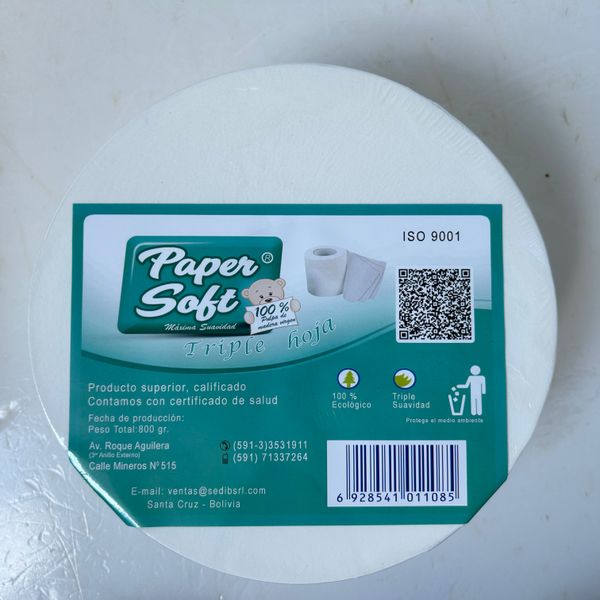 ISO 9001
Paper ®
Soft
Máxima Suavidad
100 %
Pulpa de
madera virgen
Triple hoja
Producto superior, calificado
Contamos con certificado de salud
Fecha de producción:
Peso Total:800 gr.
Av. Roque Aguilera
(3er Anillo Externo)
Calle Mineros Nº 515
(591-3)3531911
(591) 71337264
E-mail: ventas@sedibsrl.com
Santa Cruz - Bolivia
100 %
Ecológico
Triple
Suavidad
Protege el medio ambiente
6 928541 011085